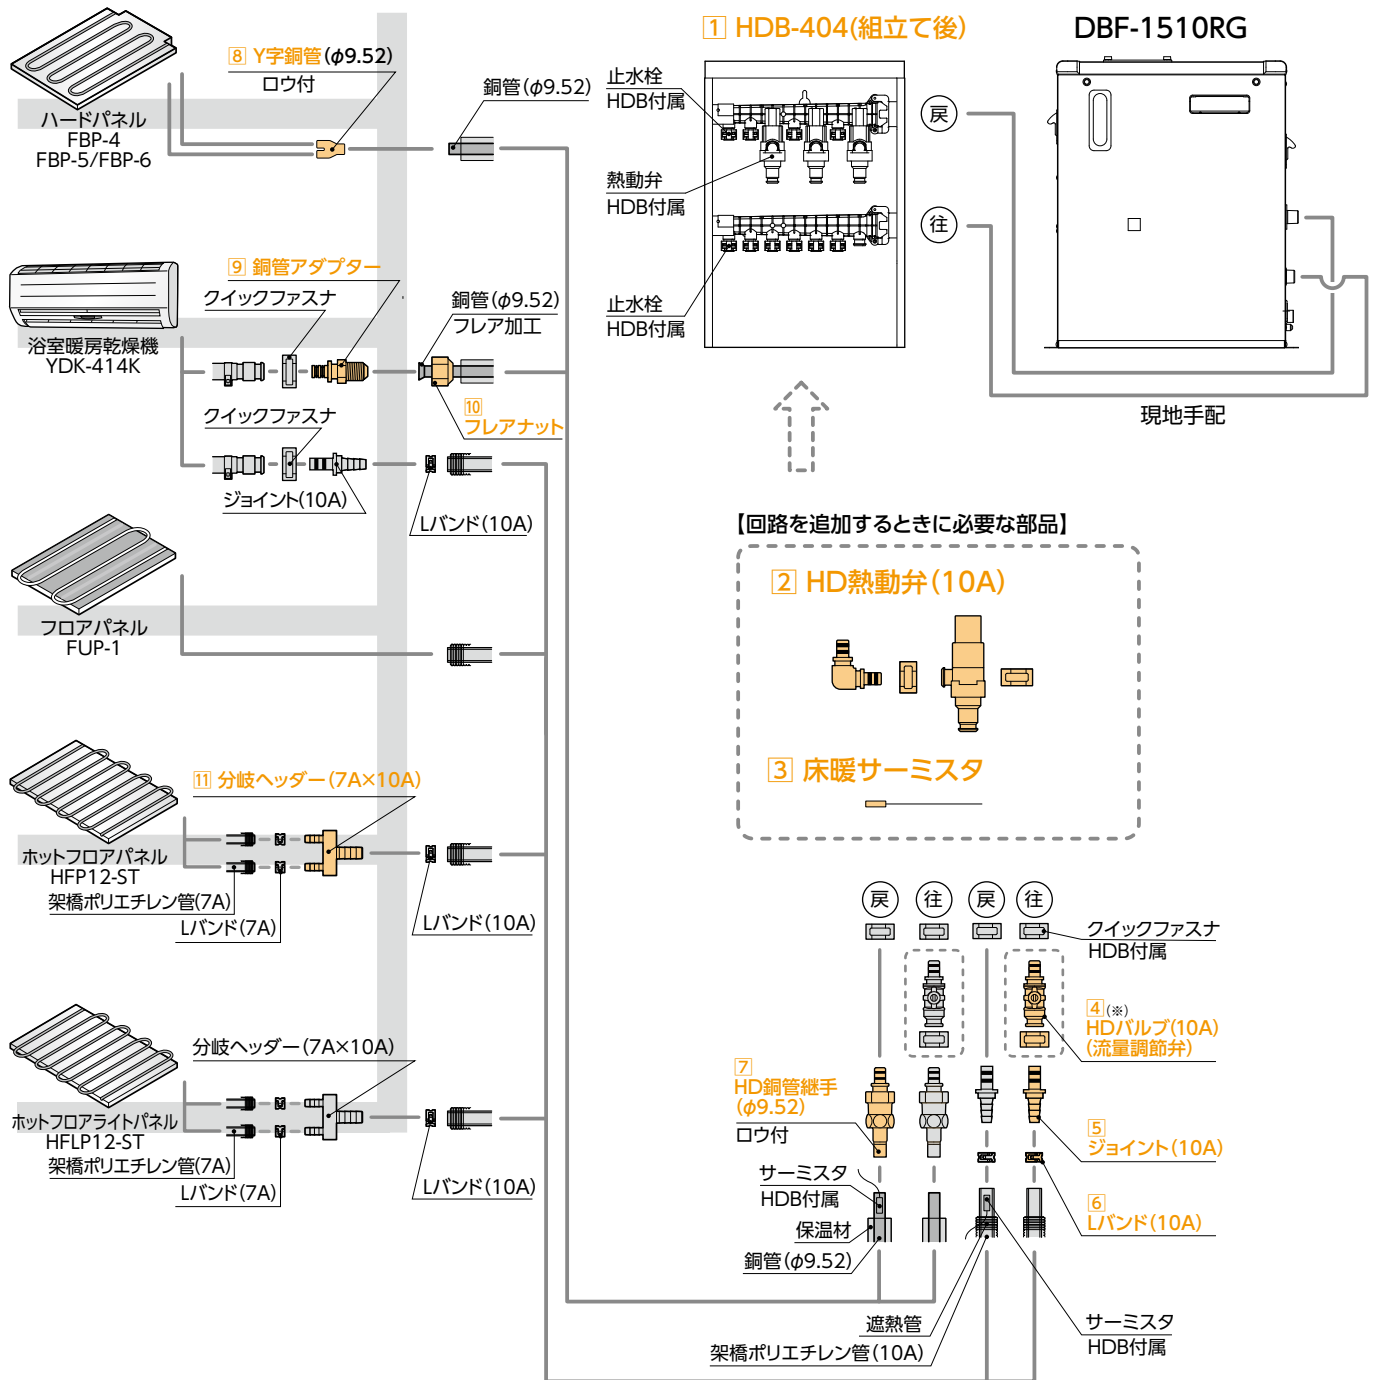 1 HDB-404(組立て後)
DBF-1510RG
8 Y字銅管(φ9.52)
ロウ付
銅管(φ9.52)
止水栓
HDB付属
戻
ハードパネル
FBP-4
FBP-5/FBP-6
熱動弁
HDB付属
往
9 銅管アダプター
クイックファスナ
銅管(φ9.52)
フレア加工
止水栓
HDB付属
浴室暖房乾燥機
YDK-414K
10
フレアナット
現地手配
クイックファスナ
ジョイント(10A)
Lバンド(10A)
【回路を追加するときに必要な部品】
2 HD熱動弁(10A)
フロアパネル
FUP-1
3 床暖サーミスタ
11 分岐ヘッダー(7A×10A)
ホットフロアパネル
HFP12-ST
架橋ポリエチレン管(7A)
Lバンド(7A)
Lバンド(10A)
戻
往
戻
往
クイックファスナ
HDB付属
4(※)
HDバルブ(10A)
(流量調節弁)
分岐ヘッダー(7A×10A)
7
HD銅管継手
(φ9.52)
ロウ付
ホットフロアライトパネル
HFLP12-ST
架橋ポリエチレン管(7A)
Lバンド(7A)
Lバンド(10A)
5
ジョイント(10A)
サーミスタ
HDB付属
保温材
銅管(φ9.52)
6
Lバンド(10A)
遮熱管
架橋ポリエチレン管(10A)
サーミスタ
HDB付属